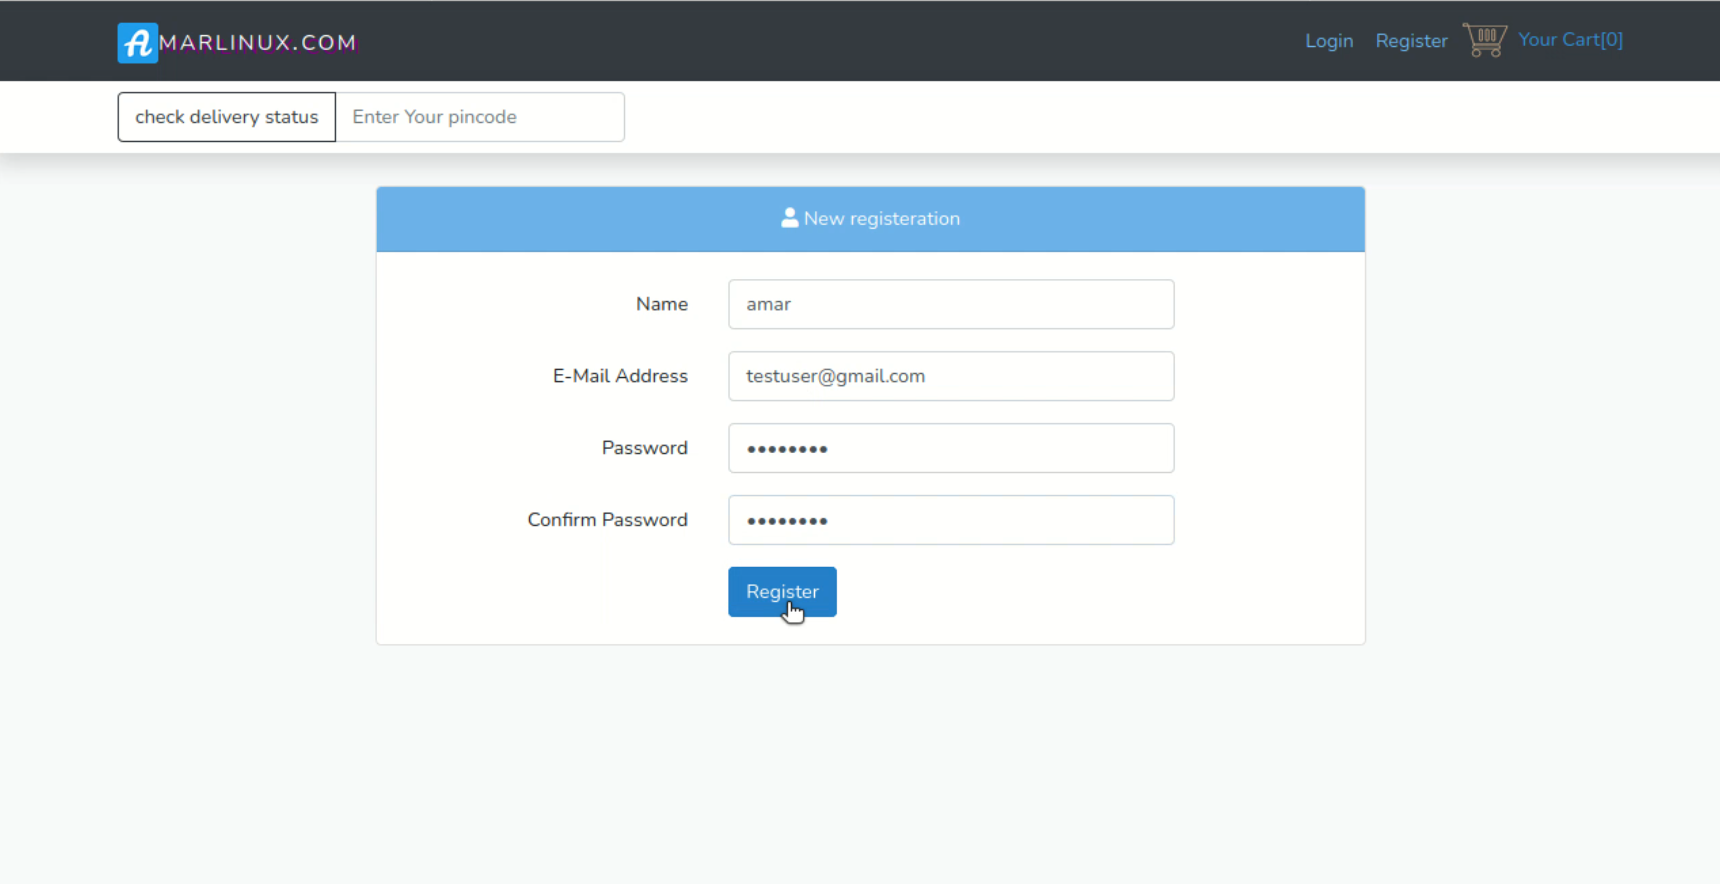 AMARLINUX.COM
Login Register Your Cart[0]
check delivery status Enter Your pincode
New registeration
Name amar
E-Mail Address testuser@gmail.com
Password ••••••••
Confirm Password ••••••••
Register